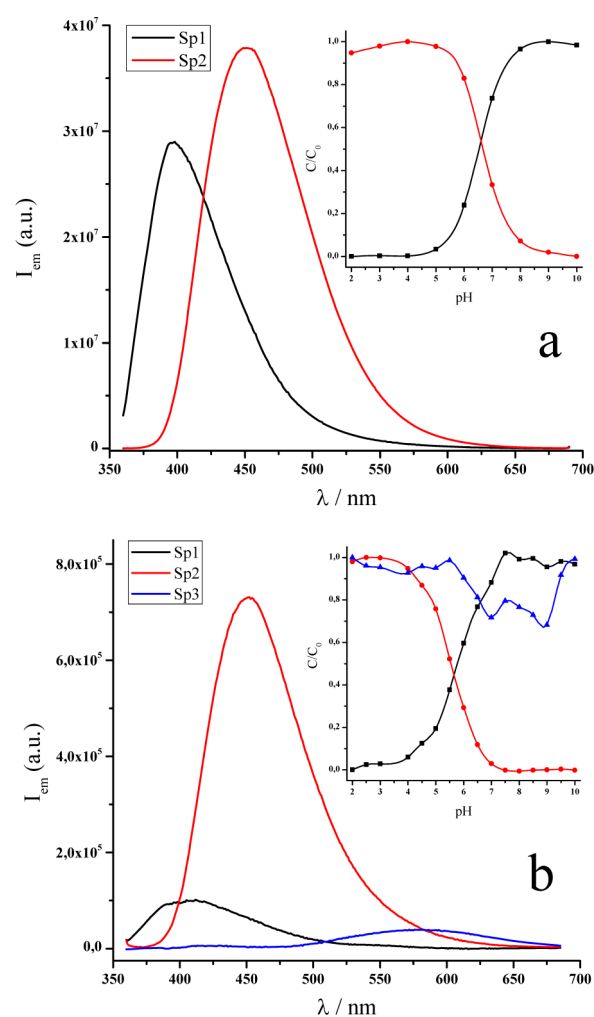 a
Sp1
Sp2
4x10⁷
3x10⁷
2x10⁷
1x10⁷
0
I_em (a.u.)
350 400 450 500 550 600 650 700
λ / nm
1,0
0,8
0,6
0,4
0,2
0,0
C/C₀
2 3 4 5 6 7 8 9 10
pH
a
b
Sp1
Sp2
Sp3
8,0x10⁵
6,0x10⁵
4,0x10⁵
2,0x10⁵
0,0
I_em (a.u.)
350 400 450 500 550 600 650 700
λ / nm
1,0
0,8
0,6
0,4
0,2
0,0
C/C₀
2 3 4 5 6 7 8 9 10
pH
b